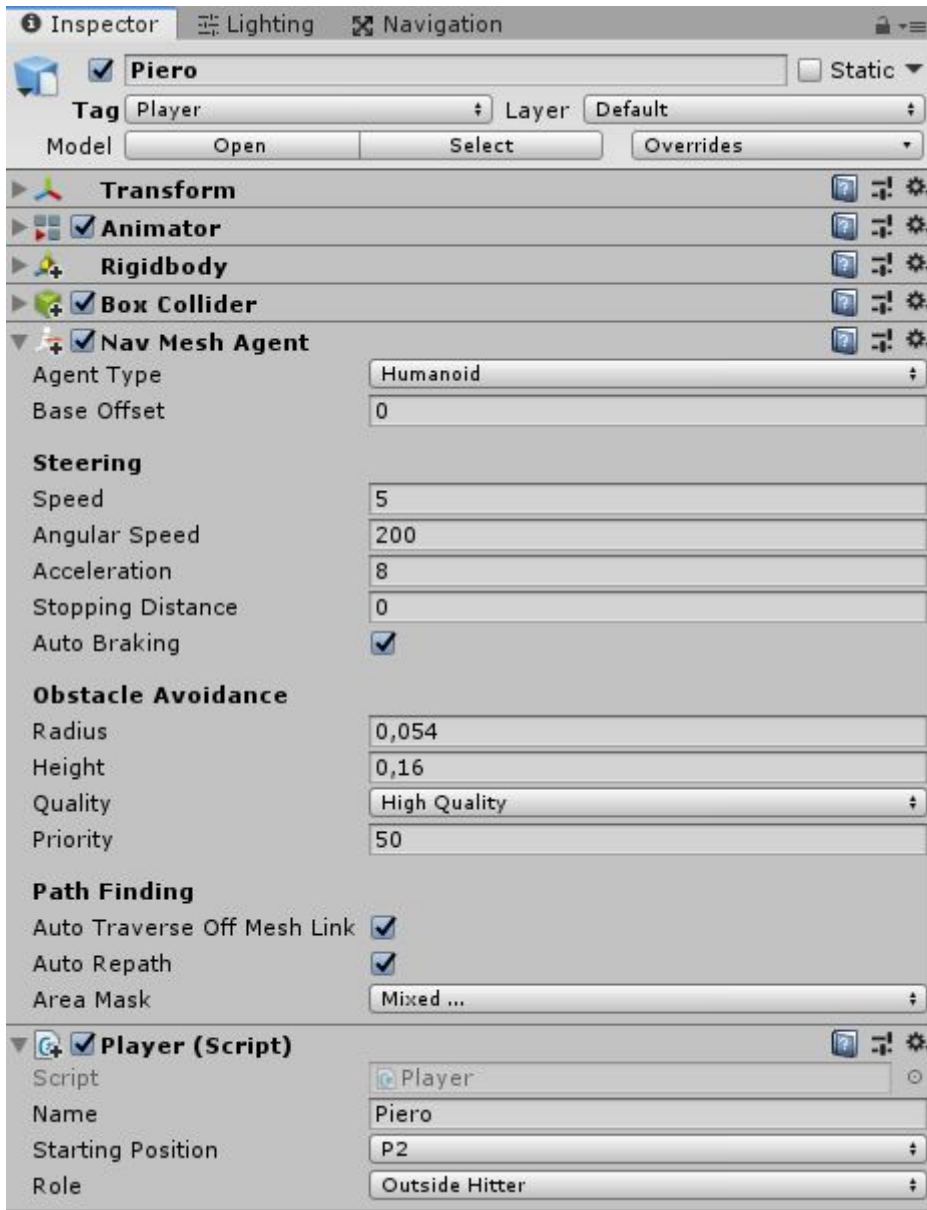 Inspector Lighting Navigation
Piero Static
Tag Player Layer Default
Model Open Select Overrides
Transform
Animator
Rigidbody
Box Collider
Nav Mesh Agent
Agent Type Humanoid
Base Offset 0
Steering
Speed 5
Angular Speed 200
Acceleration 8
Stopping Distance 0
Auto Braking
Obstacle Avoidance
Radius 0,054
Height 0,16
Quality High Quality
Priority 50
Path Finding
Auto Traverse Off Mesh Link
Auto Repath
Area Mask Mixed ...
Player (Script)
Script Player
Name Piero
Starting Position P2
Role Outside Hitter